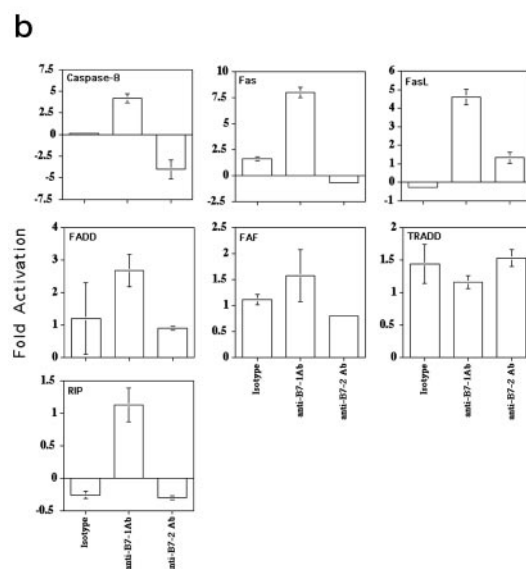 b
Caspase-8
7.5
5
2.5
0
-2.5
-5
-7.5
Fas
10
7.5
5
2.5
0
-2.5
FasL
6
5
4
3
2
1
0
-1
Fold Activation
FADD
4
3
2
1
0
FAF
2.5
2
1.5
1
0.5
0
TRADD
2
1.5
1
0.5
0
RIP
1.5
1
0.5
0
-0.5
Isotype
anti-B7-1Ab
anti-B7-2 Ab
Isotype
anti-B7-1Ab
anti-B7-2 Ab
Isotype
anti-B7-1Ab
anti-B7-2 Ab